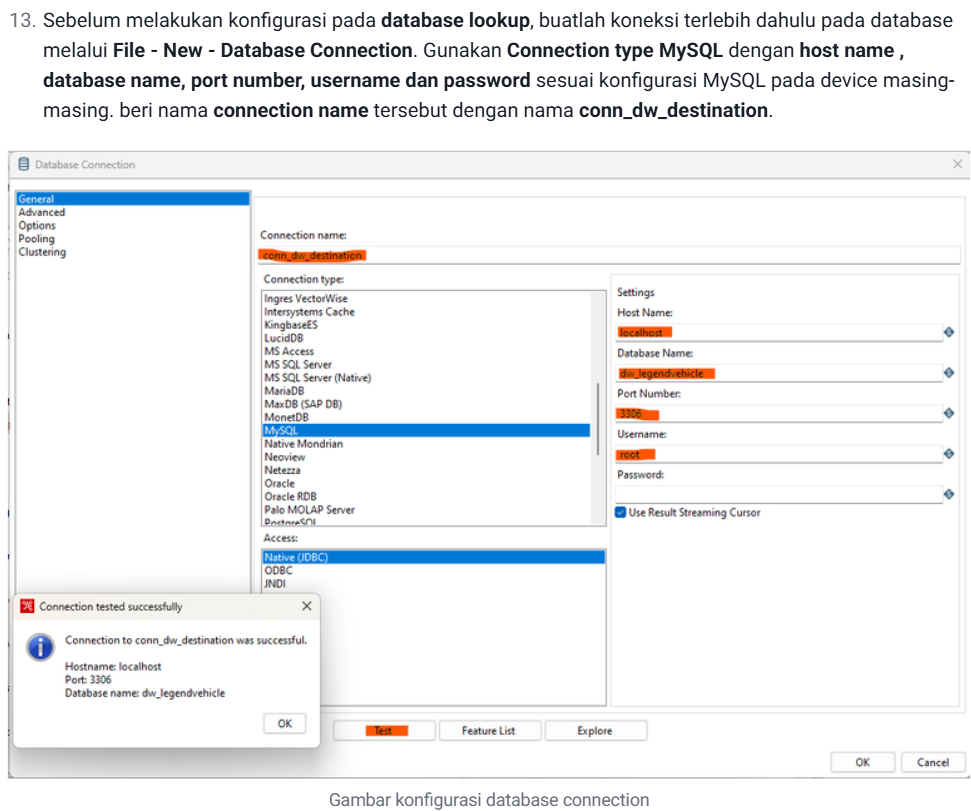 13. Sebelum melakukan konfigurasi pada database lookup, buatlah koneksi terlebih dahulu pada database
melalui File - New - Database Connection. Gunakan Connection type MySQL dengan host name ,
database name, port number, username dan password sesuai konfigurasi MySQL pada device masing-
masing. beri nama connection name tersebut dengan nama conn_dw_destination.
Database Connection
General
Advanced
Options
Pooling
Clustering
Connection name:
conn_dw_destination
Connection type:
Ingres VectorWise
Intersystems Cache
KingbaseES
LucidDB
MS Access
MS SQL Server
MS SQL Server (Native)
MariaDB
MaxDB (SAP DB)
MonetDB
MySQL
Native Mondrian
Neoview
Netezza
Oracle
Oracle RDB
Palo MOLAP Server
PostgreSQL
Access:
Native (JDBC)
ODBC
JNDI
Settings
Host Name:
localhost
Database Name:
dw_legendvehicle
Port Number:
3306
Username:
root
Password:
Use Result Streaming Cursor
Connection tested successfully
Connection to conn_dw_destination was successful.
Hostname: localhost
Port: 3306
Database name: dw_legendvehicle
OK
Test
Feature List
Explore
OK
Cancel
Gambar konfigurasi database connection